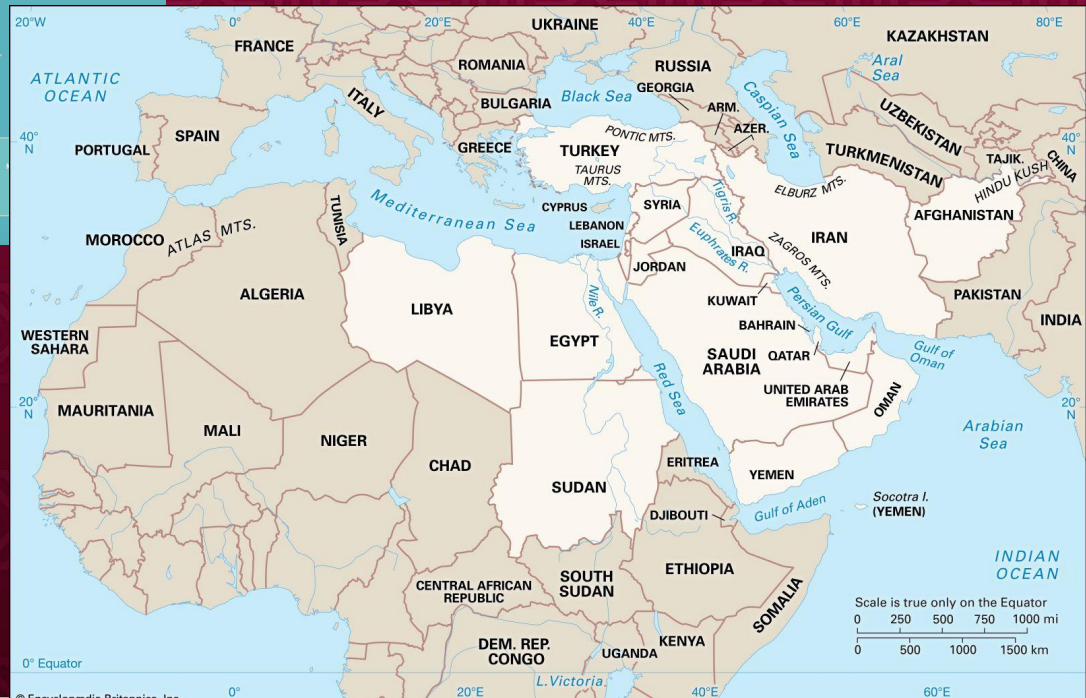 20°W
0°
20°E
40°E
60°E
80°E
UKRAINE
KAZAKHSTAN
FRANCE
ROMANIA
RUSSIA
Aral
Sea
ATLANTIC
OCEAN
GEORGIA
Caspian Sea
ITALY
BULGARIA
Black Sea
ARM.
UZBEKISTAN
AZER.
40°
N
PORTUGAL
SPAIN
GREECE
TURKEY
PONTIC MTS.
TURKMENISTAN
TAJIK.
CHINA
40°
N
TAURUS
MTS.
ELBURZ MTS.
HINDU KUSH
Mediterranean Sea
CYPRUS
SYRIA
Tigris R.
AFGHANISTAN
TUNISIA
LEBANON
ISRAEL
Euphrates R.
IRAQ
IRAN
ZAGROS MTS.
MOROCCO
ATLAS MTS.
JORDAN
ALGERIA
LIBYA
Nile R.
KUWAIT
Persian Gulf
PAKISTAN
INDIA
WESTERN
SAHARA
EGYPT
BAHRAIN
SAUDI
ARABIA
QATAR
Gulf of
Oman
Red Sea
UNITED ARAB
EMIRATES
OMAN
20°
N
20°
N
MAURITANIA
MALI
NIGER
CHAD
Arabian
Sea
SUDAN
ERITREA
YEMEN
Socotra I.
(YEMEN)
DJIBOUTI
Gulf of Aden
INDIAN
OCEAN
ETHIOPIA
CENTRAL AFRICAN
REPUBLIC
SOUTH
SUDAN
SOMALIA
Scale is true only on the Equator
0 250 500 750 1000 mi
0 500 1000 1500 km
DEM. REP.
CONGO
UGANDA
KENYA
0° Equator
L.Victoria
© Encyclopædia Britannica, Inc.
0°
20°E
40°E
60°E